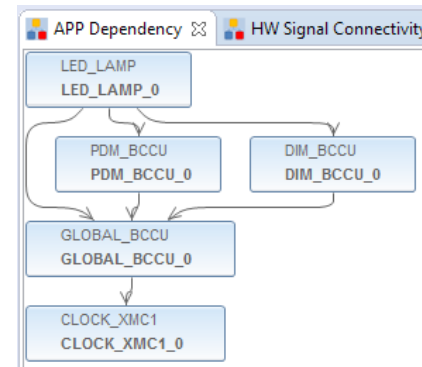 APP Dependency
HW Signal Connectivity
LED_LAMP
LED_LAMP_0
PDM_BCCU
PDM_BCCU_0
DIM_BCCU
DIM_BCCU_0
GLOBAL_BCCU
GLOBAL_BCCU_0
CLOCK_XMC1
CLOCK_XMC1_0